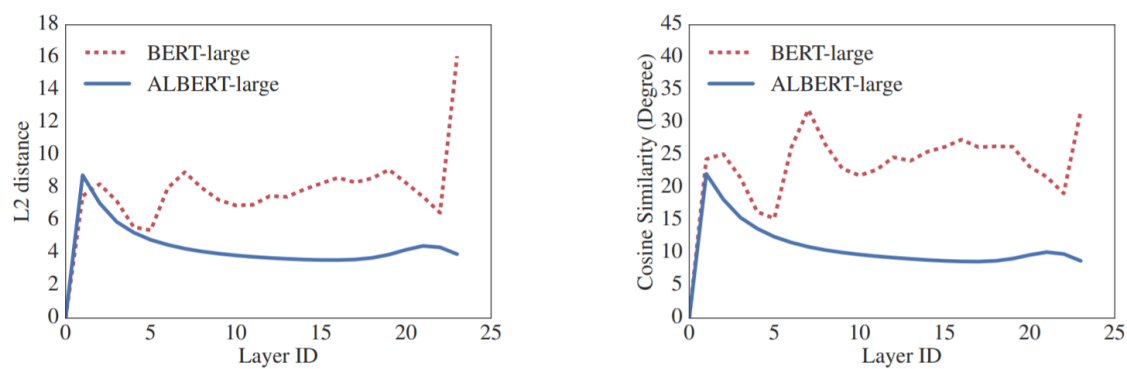 18
16
14
12
10
8
6
4
2
0
L2 distance
BERT-large
ALBERT-large
0 5 10 15 20 25
Layer ID
45
40
35
30
25
20
15
10
5
0
Cosine Similarity (Degree)
BERT-large
ALBERT-large
0 5 10 15 20 25
Layer ID